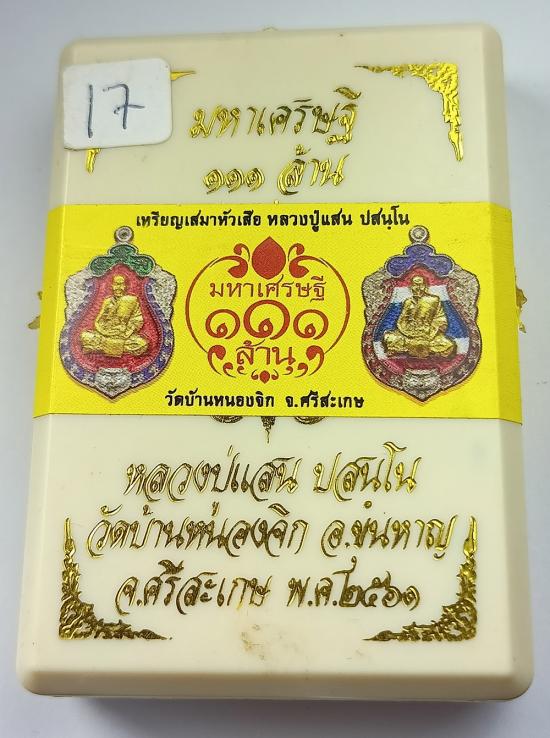 17
มหาเศรษฐี
๑๑๑ ล้าน
เหรียญเสมาหัวเสือ หลวงปู่แสน ปสนฺโน
มหาเศรษฐี
๑๑๑
ล้าน
วัดบ้านหนองจิก จ.ศรีสะเกษ
หลวงปู่แสน ปสนฺโน
วัดบ้านหนองจิก อ.ขุนหาญ
จ.ศรีสะเกษ พ.ศ.๒๕๖๑